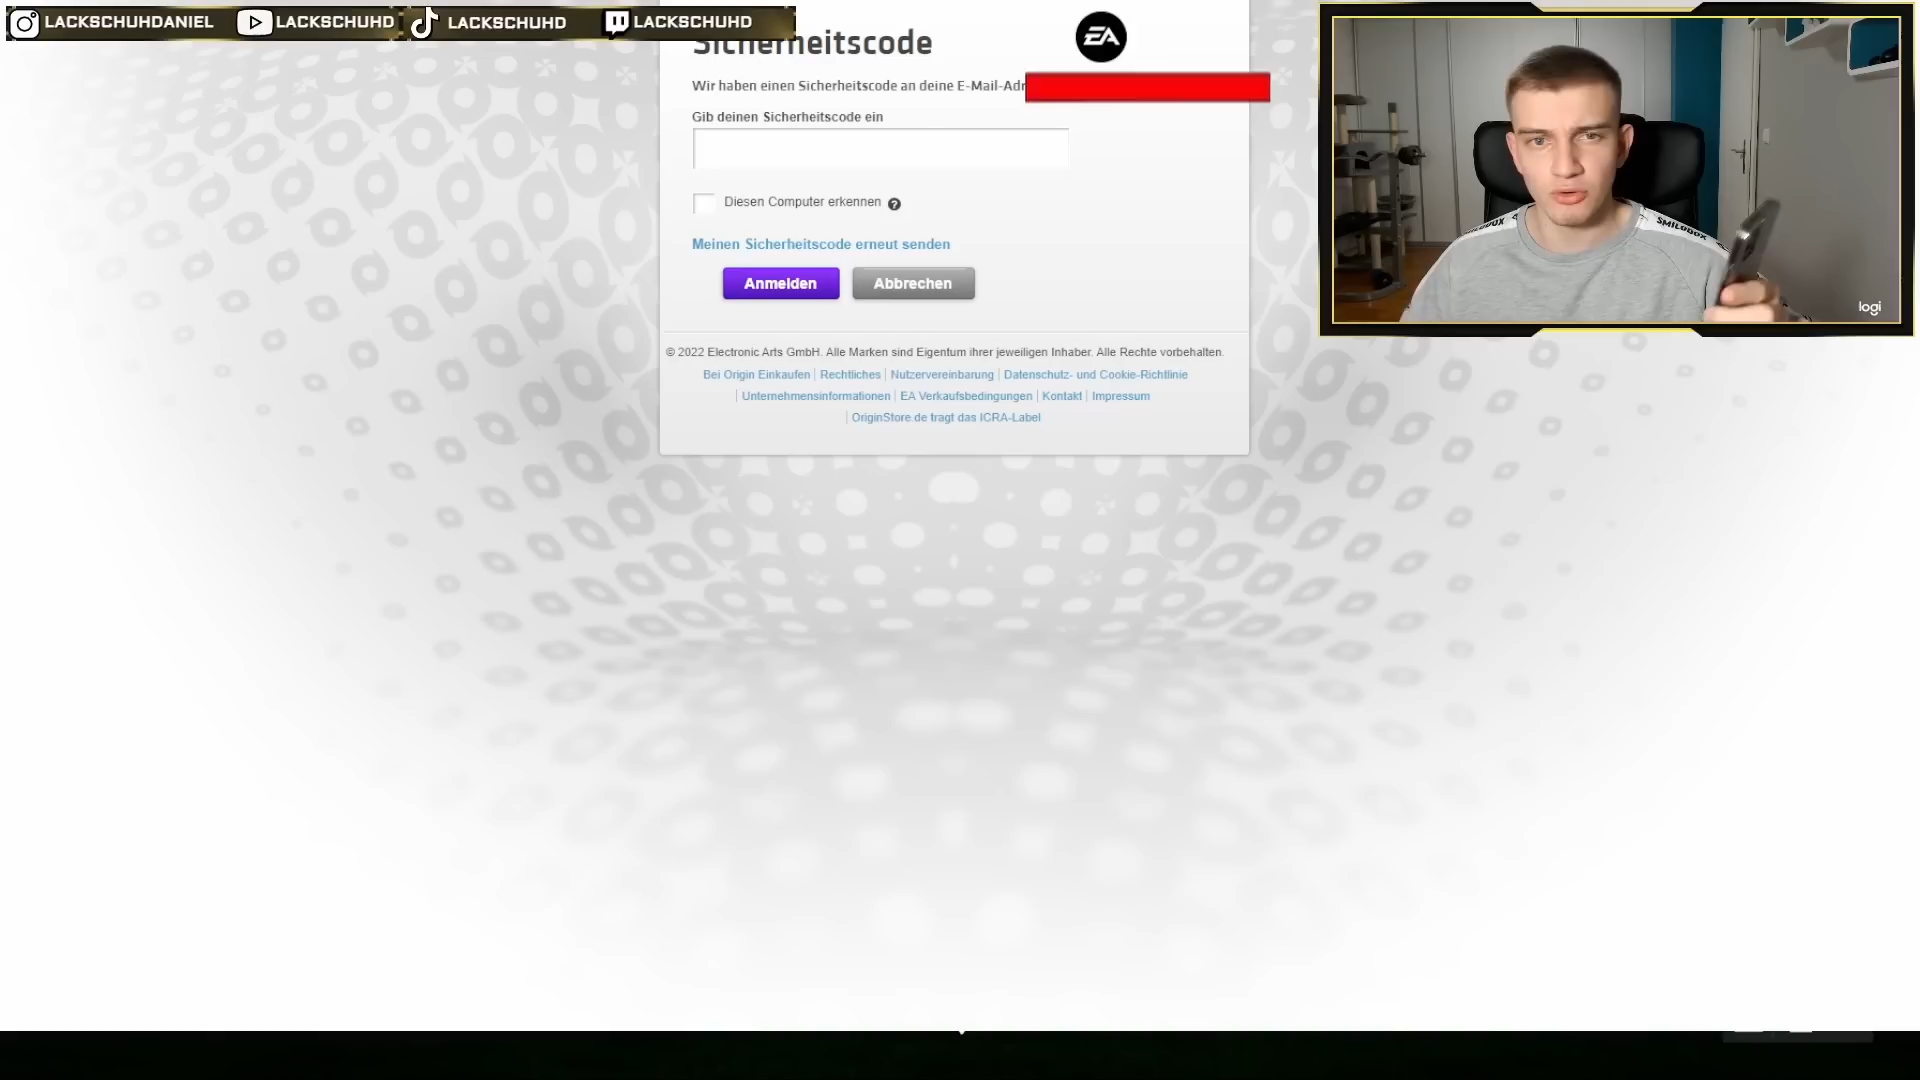 LACKSCHUHDANIEL LACKSCHUHD LACKSCHUHD LACKSCHUHD
Sicherheitscode
EA
Wir haben einen Sicherheitscode an deine E-Mail-Adr
Gib deinen Sicherheitscode ein
Diesen Computer erkennen ?
Meinen Sicherheitscode erneut senden
Anmelden Abbrechen
© 2022 Electronic Arts GmbH. Alle Marken sind Eigentum ihrer jeweiligen Inhaber. Alle Rechte vorbehalten.
Bei Origin Einkaufen | Rechtliches | Nutzervereinbarung | Datenschutz- und Cookie-Richtlinie
| Unternehmensinformationen | EA Verkaufsbedingungen | Kontakt | Impressum
| OriginStore.de tragt das ICRA-Label
SMILODOX
SMILODOX
logi